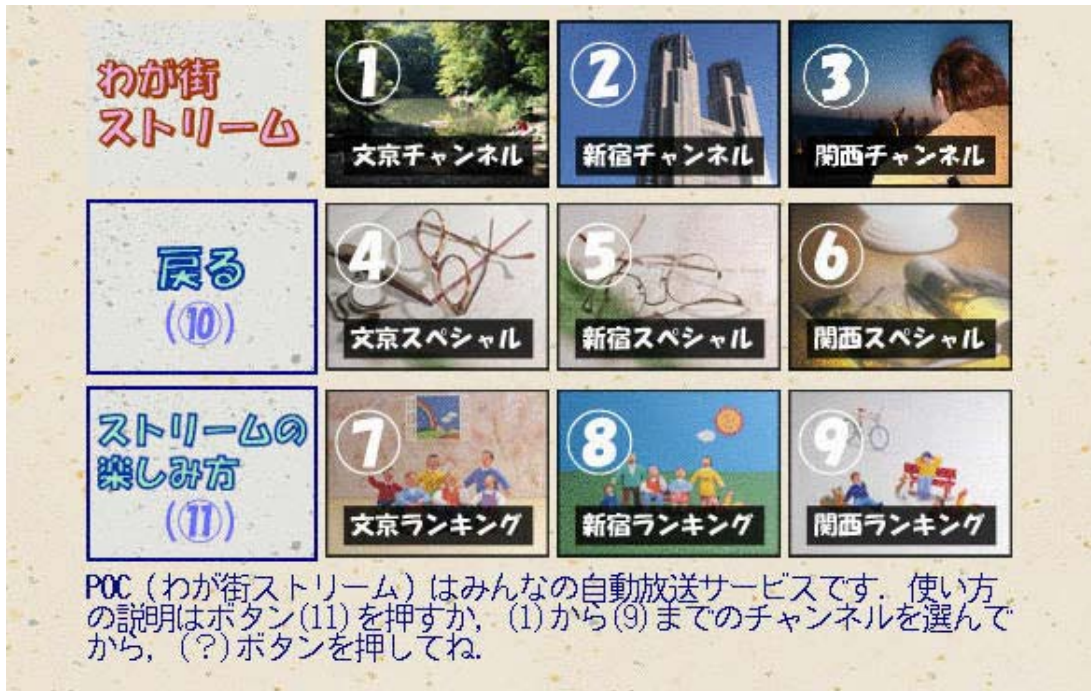 わが街
ストリーム
① 文京チャンネル
② 新宿チャンネル
③ 関西チャンネル
戻る
(⑩)
④ 文京スペシャル
⑤ 新宿スペシャル
⑥ 関西スペシャル
ストリームの
楽しみ方
(⑪)
⑦ 文京ランキング
⑧ 新宿ランキング
⑨ 関西ランキング
POC（わが街ストリーム）はみんなの自動放送サービスです．使い方
の説明はボタン(11)を押すか，(1)から(9)までのチャンネルを選んで
から，(？)ボタンを押してね．